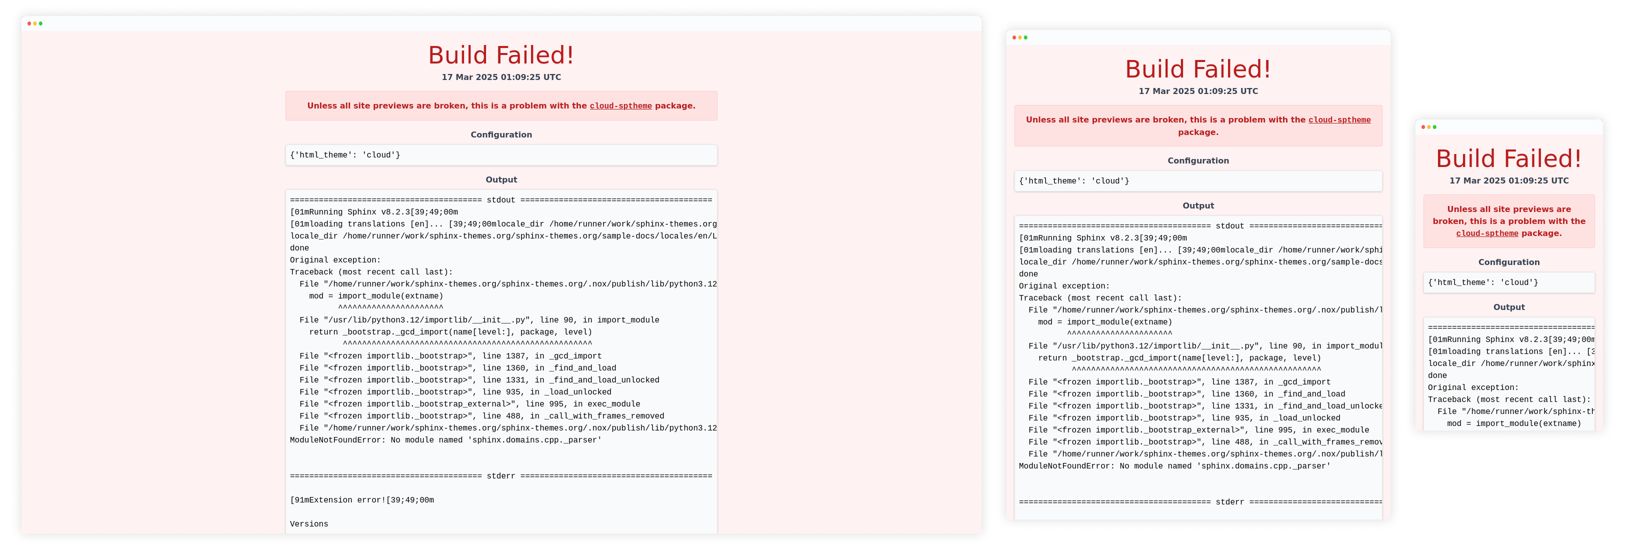 Build Failed!
17 Mar 2025 01:09:25 UTC
Unless all site previews are broken, this is a problem with the cloud-sptheme package.
Configuration
{'html_theme': 'cloud'}
Output
======================================== stdout ========================================
[01mRunning Sphinx v8.2.3[39;49;00m
[01mloading translations [en]... [39;49;00mlocale_dir /home/runner/work/sphinx-themes.org
locale_dir /home/runner/work/sphinx-themes.org/sphinx-themes.org/sample-docs/locales/en/L
done
Original exception:
Traceback (most recent call last):
  File "/home/runner/work/sphinx-themes.org/sphinx-themes.org/.nox/publish/lib/python3.12
    mod = import_module(extname)
          ^^^^^^^^^^^^^^^^^^^^^^
  File "/usr/lib/python3.12/importlib/__init__.py", line 90, in import_module
    return _bootstrap._gcd_import(name[level:], package, level)
           ^^^^^^^^^^^^^^^^^^^^^^^^^^^^^^^^^^^^^^^^^^^^^^^^^^^^
  File "<frozen importlib._bootstrap>", line 1387, in _gcd_import
  File "<frozen importlib._bootstrap>", line 1360, in _find_and_load
  File "<frozen importlib._bootstrap>", line 1331, in _find_and_load_unlocked
  File "<frozen importlib._bootstrap>", line 935, in _load_unlocked
  File "<frozen importlib._bootstrap_external>", line 995, in exec_module
  File "<frozen importlib._bootstrap>", line 488, in _call_with_frames_removed
  File "/home/runner/work/sphinx-themes.org/sphinx-themes.org/.nox/publish/lib/python3.12
ModuleNotFoundError: No module named 'sphinx.domains.cpp._parser'
======================================== stderr ========================================
[91mExtension error![39;49;00m
Versions
Build Failed!
17 Mar 2025 01:09:25 UTC
Unless all site previews are broken, this is a problem with the cloud-sptheme
package.
Configuration
{'html_theme': 'cloud'}
Output
======================================== stdout ============================
[01mRunning Sphinx v8.2.3[39;49;00m
[01mloading translations [en]... [39;49;00mlocale_dir /home/runner/work/sphi
locale_dir /home/runner/work/sphinx-themes.org/sphinx-themes.org/sample-docs
done
Original exception:
Traceback (most recent call last):
  File "/home/runner/work/sphinx-themes.org/sphinx-themes.org/.nox/publish/l
    mod = import_module(extname)
          ^^^^^^^^^^^^^^^^^^^^^^
  File "/usr/lib/python3.12/importlib/__init__.py", line 90, in import_modul
    return _bootstrap._gcd_import(name[level:], package, level)
           ^^^^^^^^^^^^^^^^^^^^^^^^^^^^^^^^^^^^^^^^^^^^^^^^^^^^
  File "<frozen importlib._bootstrap>", line 1387, in _gcd_import
  File "<frozen importlib._bootstrap>", line 1360, in _find_and_load
  File "<frozen importlib._bootstrap>", line 1331, in _find_and_load_unlocke
  File "<frozen importlib._bootstrap>", line 935, in _load_unlocked
  File "<frozen importlib._bootstrap_external>", line 995, in exec_module
  File "<frozen importlib._bootstrap>", line 488, in _call_with_frames_remov
  File "/home/runner/work/sphinx-themes.org/sphinx-themes.org/.nox/publish/l
ModuleNotFoundError: No module named 'sphinx.domains.cpp._parser'
======================================== stderr ============================
Build Failed!
17 Mar 2025 01:09:25 UTC
Unless all site previews are
broken, this is a problem with the
cloud-sptheme package.
Configuration
{'html_theme': 'cloud'}
Output
===================================
[01mRunning Sphinx v8.2.3[39;49;00m
[01mloading translations [en]... [3
locale_dir /home/runner/work/sphinx
done
Original exception:
Traceback (most recent call last):
  File "/home/runner/work/sphinx-th
    mod = import_module(extname)